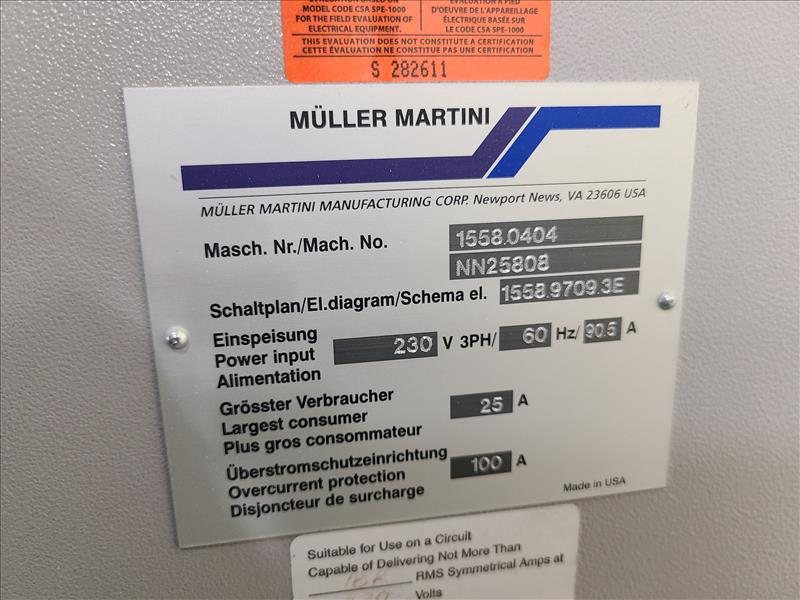 EVALUATION BASED ON
MODEL CODE CSA SPE-1000
FOR THE FIELD EVALUATION OF
ELECTRICAL EQUIPMENT.
ÉVALUATION A PIED
D'OEUVRE DE L'APPAREILLAGE
ÉLECTRIQUE BASÉE SUR
LE CODE CSA SPE-1000
THIS EVALUATION DOES NOT CONSTITUTE A CERTIFICATION
CETTE ÉVALUATION NE CONSTITUE PAS UNE CERTIFICATION
S 282611
MÜLLER MARTINI
MÜLLER MARTINI MANUFACTURING CORP. Newport News, VA 23606 USA
Masch. Nr./Mach. No. 1558.0404
NN25808
Schaltplan/El.diagram/Schema el. 1558.9709.3E
Einspeisung
Power input 230 V 3PH/ 60 Hz/ 90.5 A
Alimentation
Grösster Verbraucher
Largest consumer 25 A
Plus gros consommateur
Überstromschutzeinrichtung
Overcurrent protection 100 A
Disjoncteur de surcharge
Made in USA
Suitable for Use on a Circuit
Capable of Delivering Not More Than
RMS Symmetrical Amps at
Volts